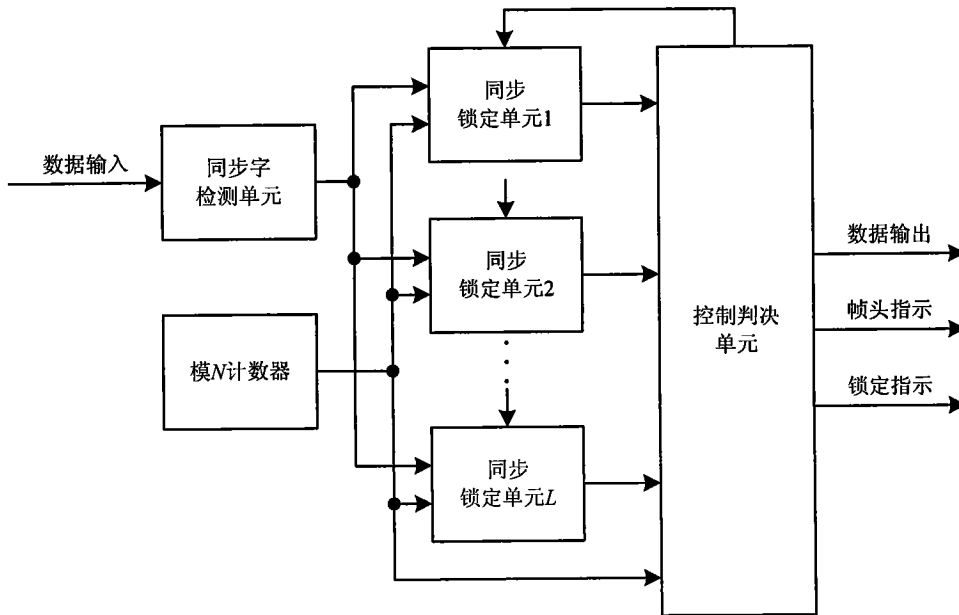 数据输入
同步字
检测单元
模N计数器
同步
锁定单元1
同步
锁定单元2
同步
锁定单元L
控制判决
单元
数据输出
帧头指示
锁定指示